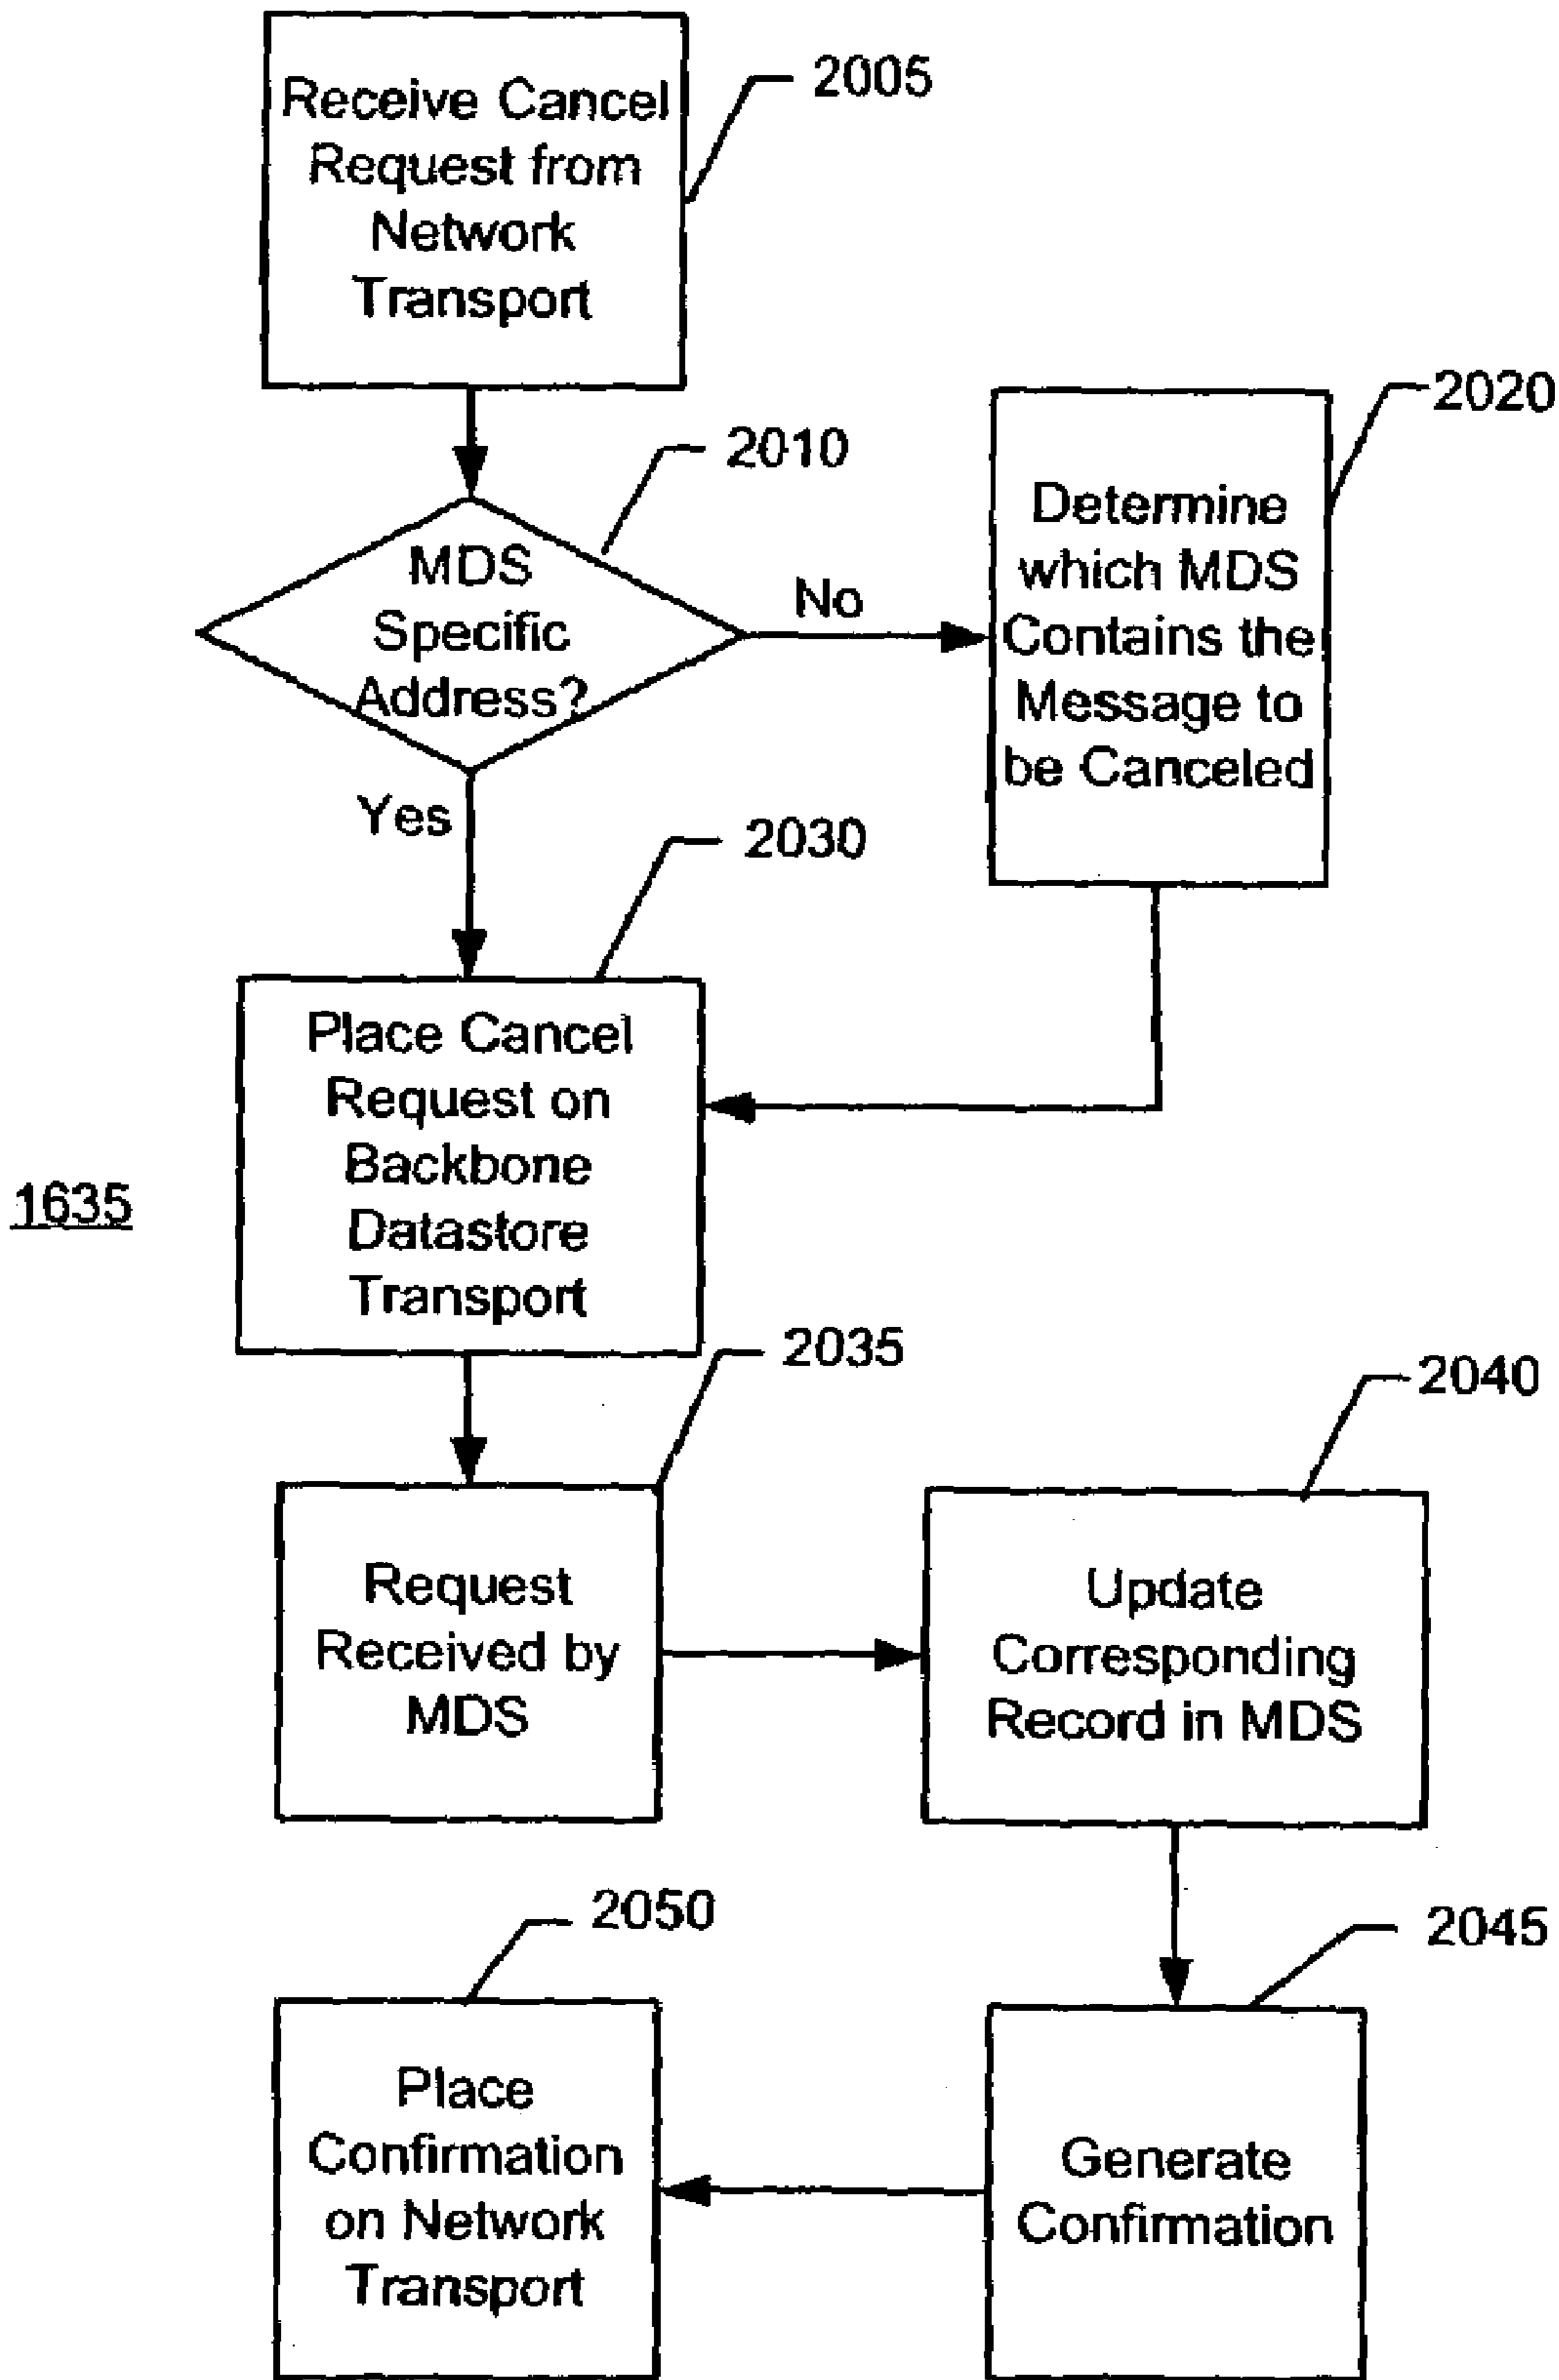 Receive Cancel
Request from
Network
Transport
2005
2010
MDS
Specific
Address?
No
Yes
2020
Determine
which MDS
Contains the
Message to
be Canceled
2030
Place Cancel
Request on
Backbone
Datastore
Transport
1635
2035
Request
Received by
MDS
2040
Update
Corresponding
Record in MDS
2045
Generate
Confirmation
2050
Place
Confirmation
on Network
Transport